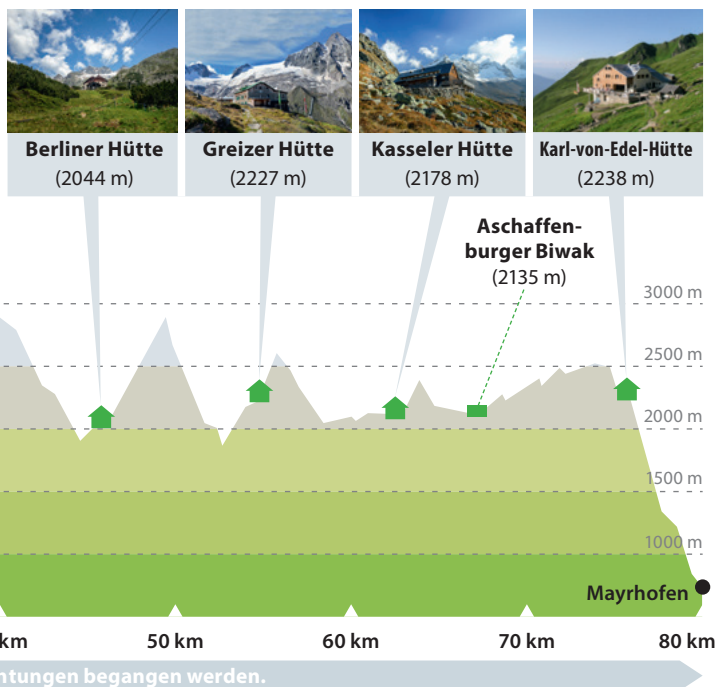 Berliner Hütte
(2044 m)
Greizer Hütte
(2227 m)
Kasseler Hütte
(2178 m)
Karl-von-Edel-Hütte
(2238 m)
Aschaffen-
burger Biwak
(2135 m)
3000 m
2500 m
2000 m
1500 m
1000 m
Mayrhofen
km
50 km
60 km
70 km
80 km
begangen werden.